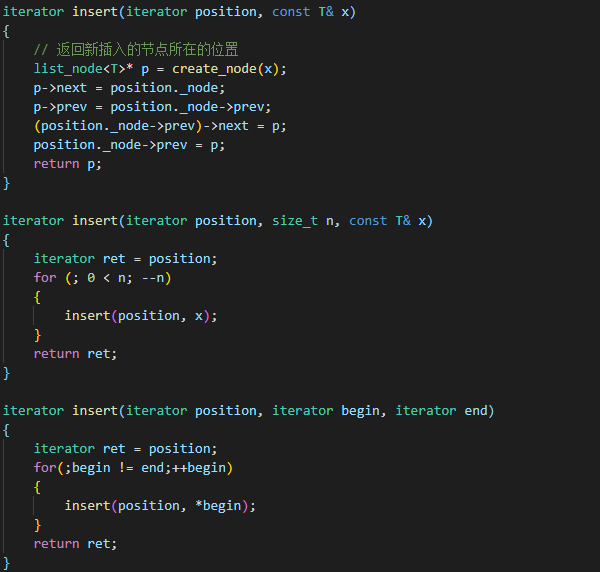 iterator insert(iterator position, const T& x)
{
    // 返回新插入的节点所在的位置
    list_node<T>* p = create_node(x);
    p->next = position._node;
    p->prev = position._node->prev;
    (position._node->prev)->next = p;
    position._node->prev = p;
    return p;
}

iterator insert(iterator position, size_t n, const T& x)
{
    iterator ret = position;
    for (; 0 < n; --n)
    {
        insert(position, x);
    }
    return ret;
}

iterator insert(iterator position, iterator begin, iterator end)
{
    iterator ret = position;
    for(;begin != end;++begin)
    {
        insert(position, *begin);
    }
    return ret;
}